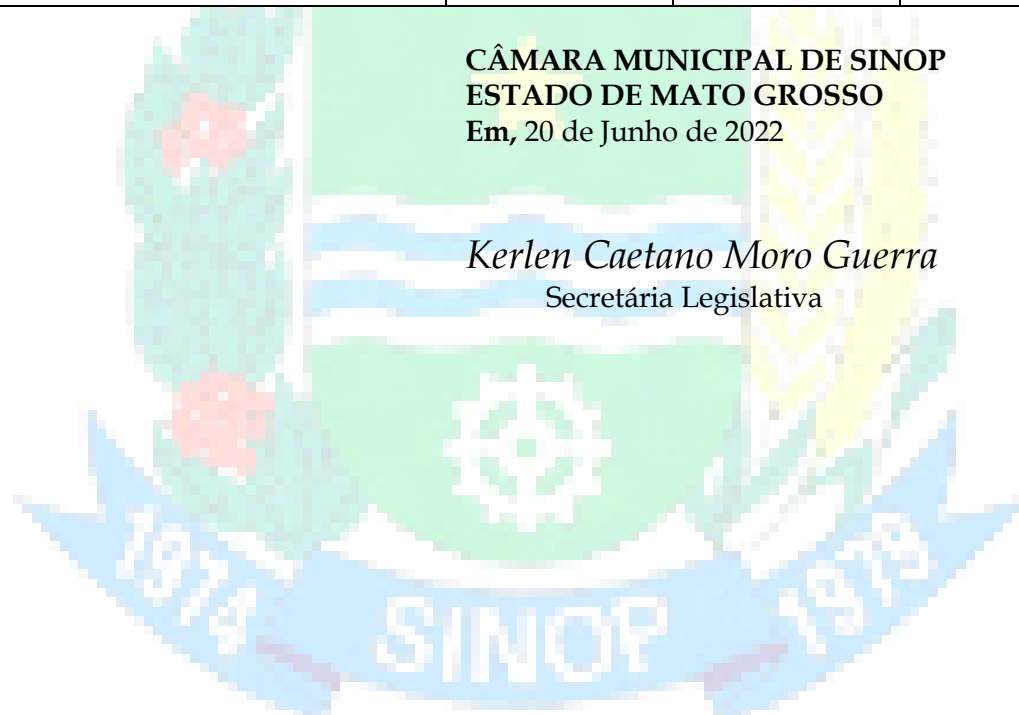 CÂMARA MUNICIPAL DE SINOP
ESTADO DE MATO GROSSO
Em, 20 de Junho de 2022
Kerlen Caetano Moro Guerra
Secretária Legislativa
1974 SINOP 1979